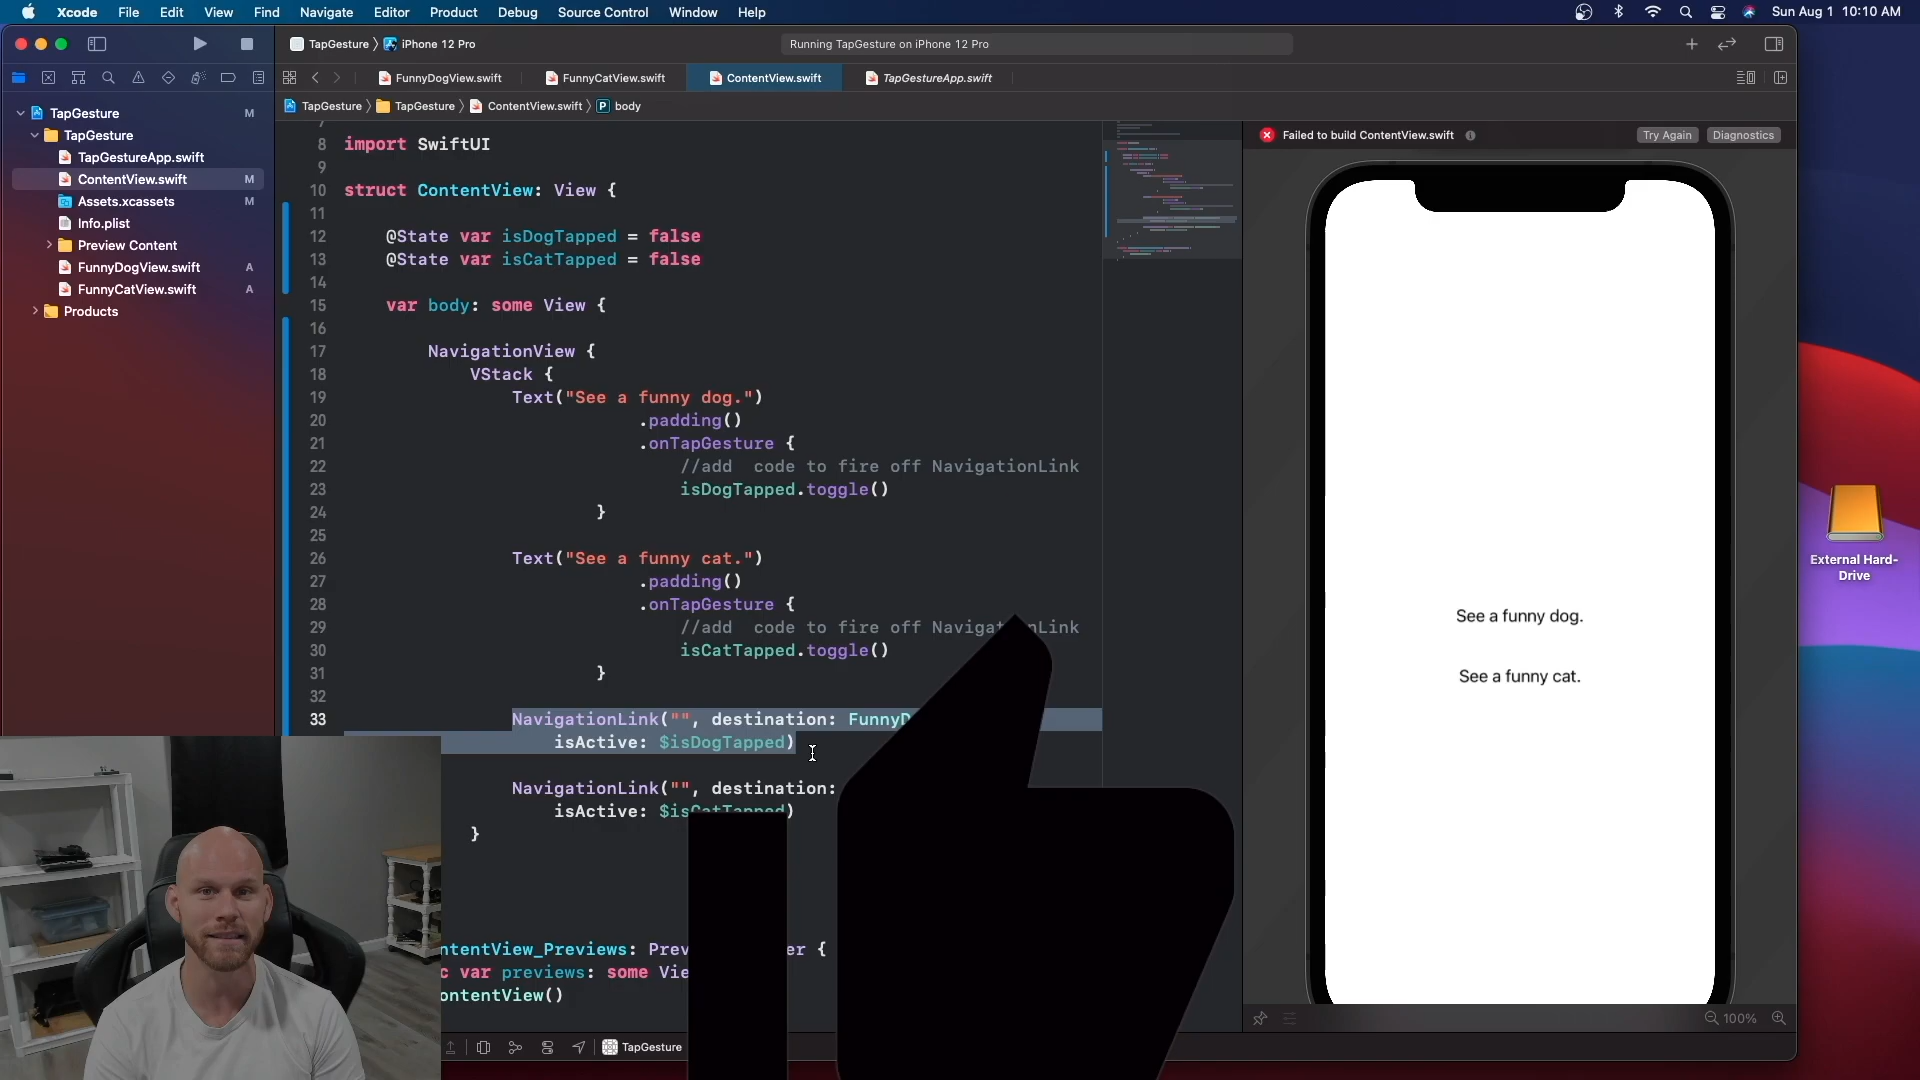 Xcode File Edit View Find Navigate Editor Product Debug Source Control Window Help
Sun Aug 1 10:10 AM
TapGesture iPhone 12 Pro
Running TapGesture on iPhone 12 Pro
FunnyDogView.swift
FunnyCatView.swift
ContentView.swift
TapGestureApp.swift
TapGesture TapGesture ContentView.swift P body
TapGesture M
TapGesture
TapGestureApp.swift
ContentView.swift M
Assets.xcassets M
Info.plist
Preview Content
FunnyDogView.swift A
FunnyCatView.swift A
Products
8 import SwiftUI
9
10 struct ContentView: View {
11
12 @State var isDogTapped = false
13 @State var isCatTapped = false
14
15 var body: some View {
16
17 NavigationView {
18 VStack {
19 Text("See a funny dog.")
20 .padding()
21 .onTapGesture {
22 //add  code to fire off NavigationLink
23 isDogTapped.toggle()
24 }
25
26 Text("See a funny cat.")
27 .padding()
28 .onTapGesture {
29 //add  code to fire off NavigationLink
30 isCatTapped.toggle()
31 }
32
33 NavigationLink("", destination:
isActive: $isDogTapped)
NavigationLink("", destination:
isActive: $isCatTapped)
}
ntentView_Previews: {
var previews: some
ontentView()
TapGesture
Failed to build ContentView.swift Try Again Diagnostics
See a funny dog.
See a funny cat.
100%
External Hard-
Drive